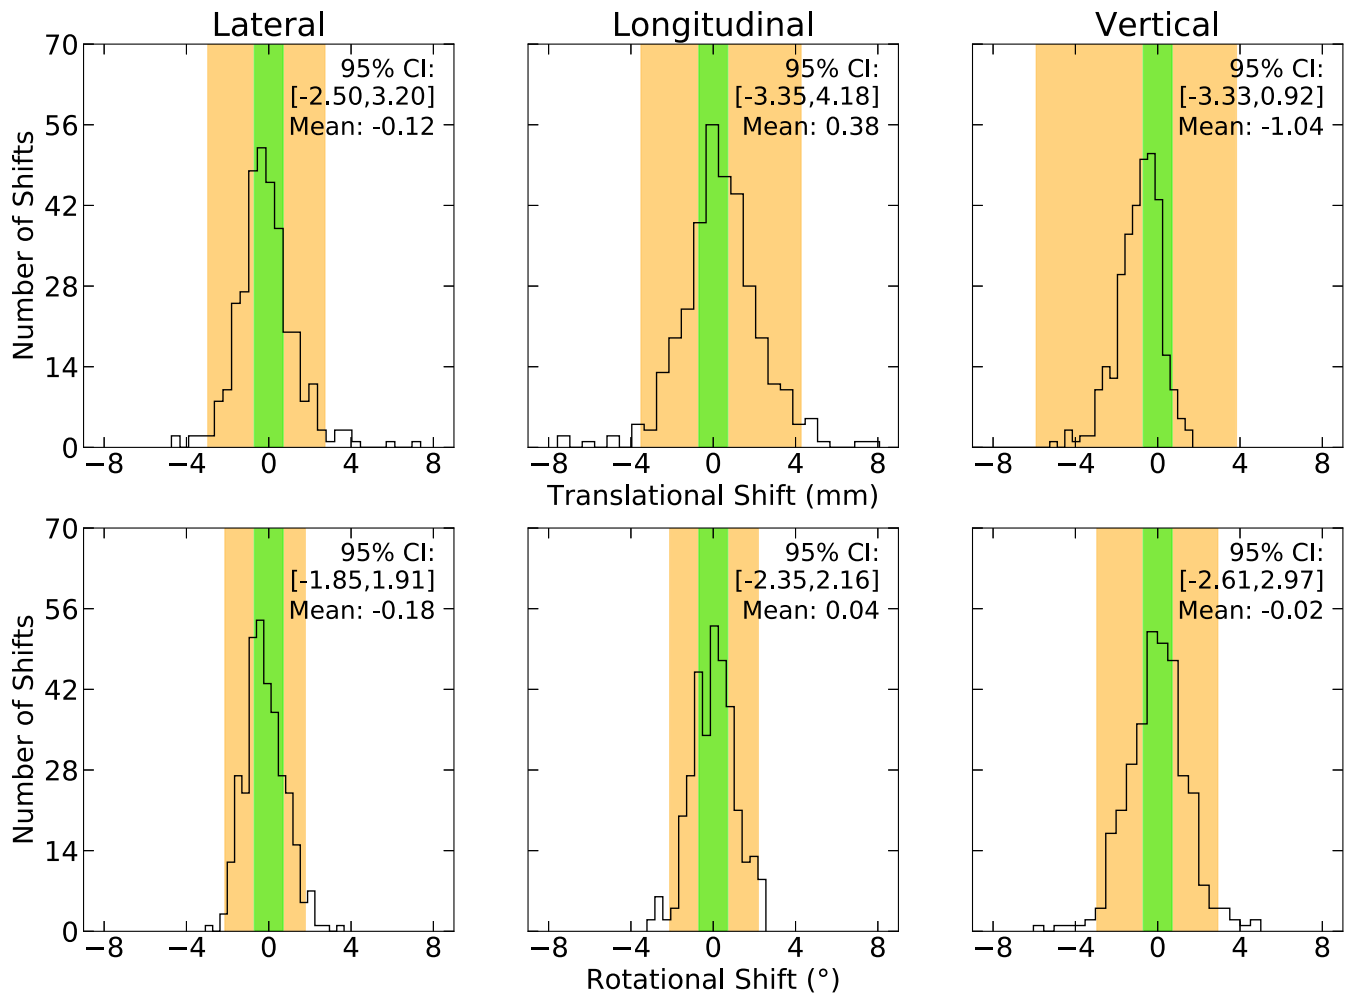 Lateral
Longitudinal
Vertical
70
56
42
28
14
0
Number of Shifts
95% CI:
[-2.50,3.20]
Mean: -0.12
95% CI:
[-3.35,4.18]
Mean: 0.38
95% CI:
[-3.33,0.92]
Mean: -1.04
−8 −4 0 4 8
−8 −4 0 4 8
−8 −4 0 4 8
Translational Shift (mm)
70
56
42
28
14
0
Number of Shifts
95% CI:
[-1.85,1.91]
Mean: -0.18
95% CI:
[-2.35,2.16]
Mean: 0.04
95% CI:
[-2.61,2.97]
Mean: -0.02
−8 −4 0 4 8
−8 −4 0 4 8
−8 −4 0 4 8
Rotational Shift (°)